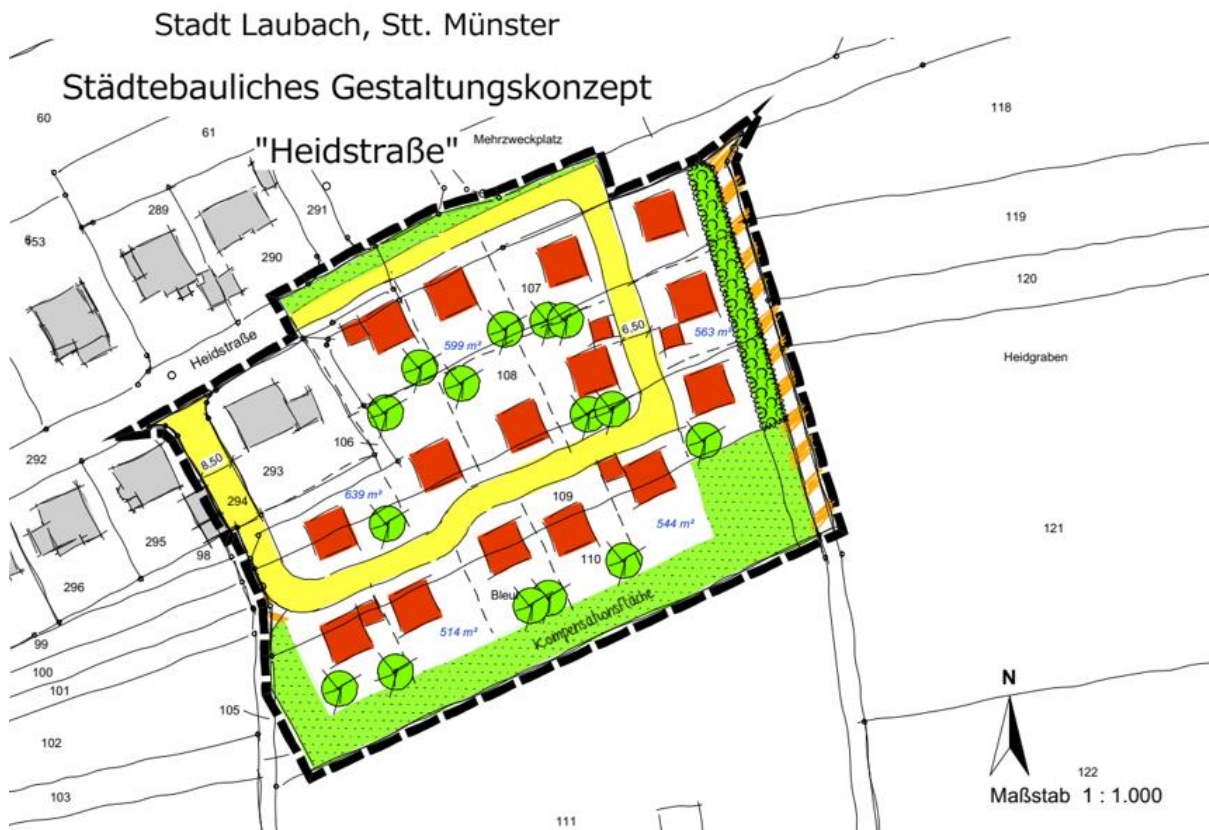 Stadt Laubach, Stt. Münster
Städtebauliches Gestaltungskonzept
"Heidstraße"
Mehrzweckplatz
60
61
118
289
291
153
290
119
107
120
6,50
563 m²
Heidstraße
599 m²
Heidgraben
108
106
292
293
8,50
639 m²
294
109
295
98
544 m²
121
296
110
Bleu
Kompensationsfläche
514 m²
99
100
101
105
N
102
122
Maßstab 1 : 1.000
103
111